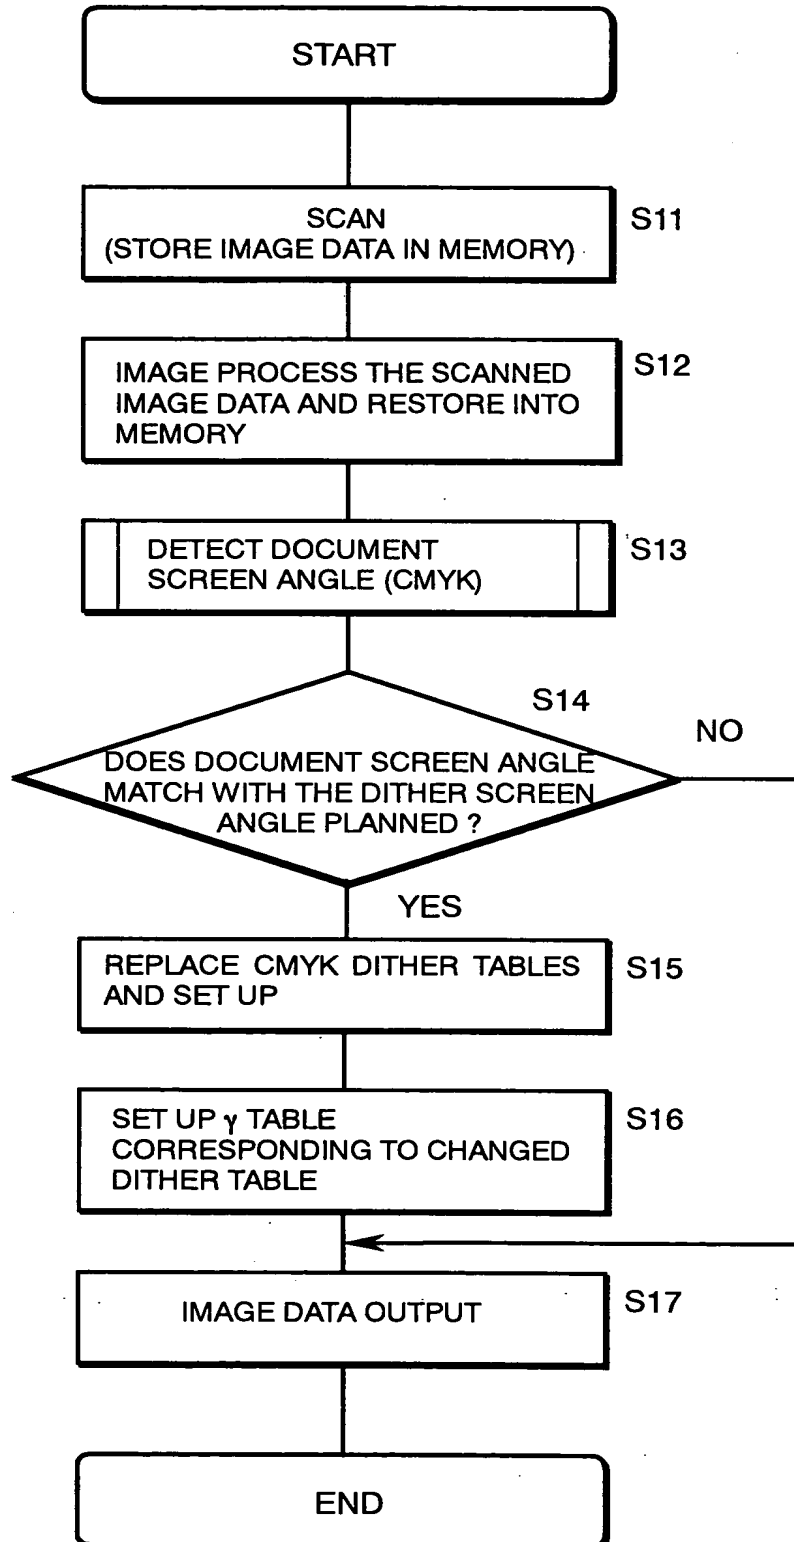 START
SCAN
(STORE IMAGE DATA IN MEMORY)
S11
IMAGE PROCESS THE SCANNED
IMAGE DATA AND RESTORE INTO
MEMORY
S12
DETECT DOCUMENT
SCREEN ANGLE (CMYK)
S13
S14
NO
DOES DOCUMENT SCREEN ANGLE
MATCH WITH THE DITHER SCREEN
ANGLE PLANNED ?
YES
REPLACE CMYK DITHER TABLES
AND SET UP
S15
SET UP γ TABLE
CORRESPONDING TO CHANGED
DITHER TABLE
S16
IMAGE DATA OUTPUT
S17
END